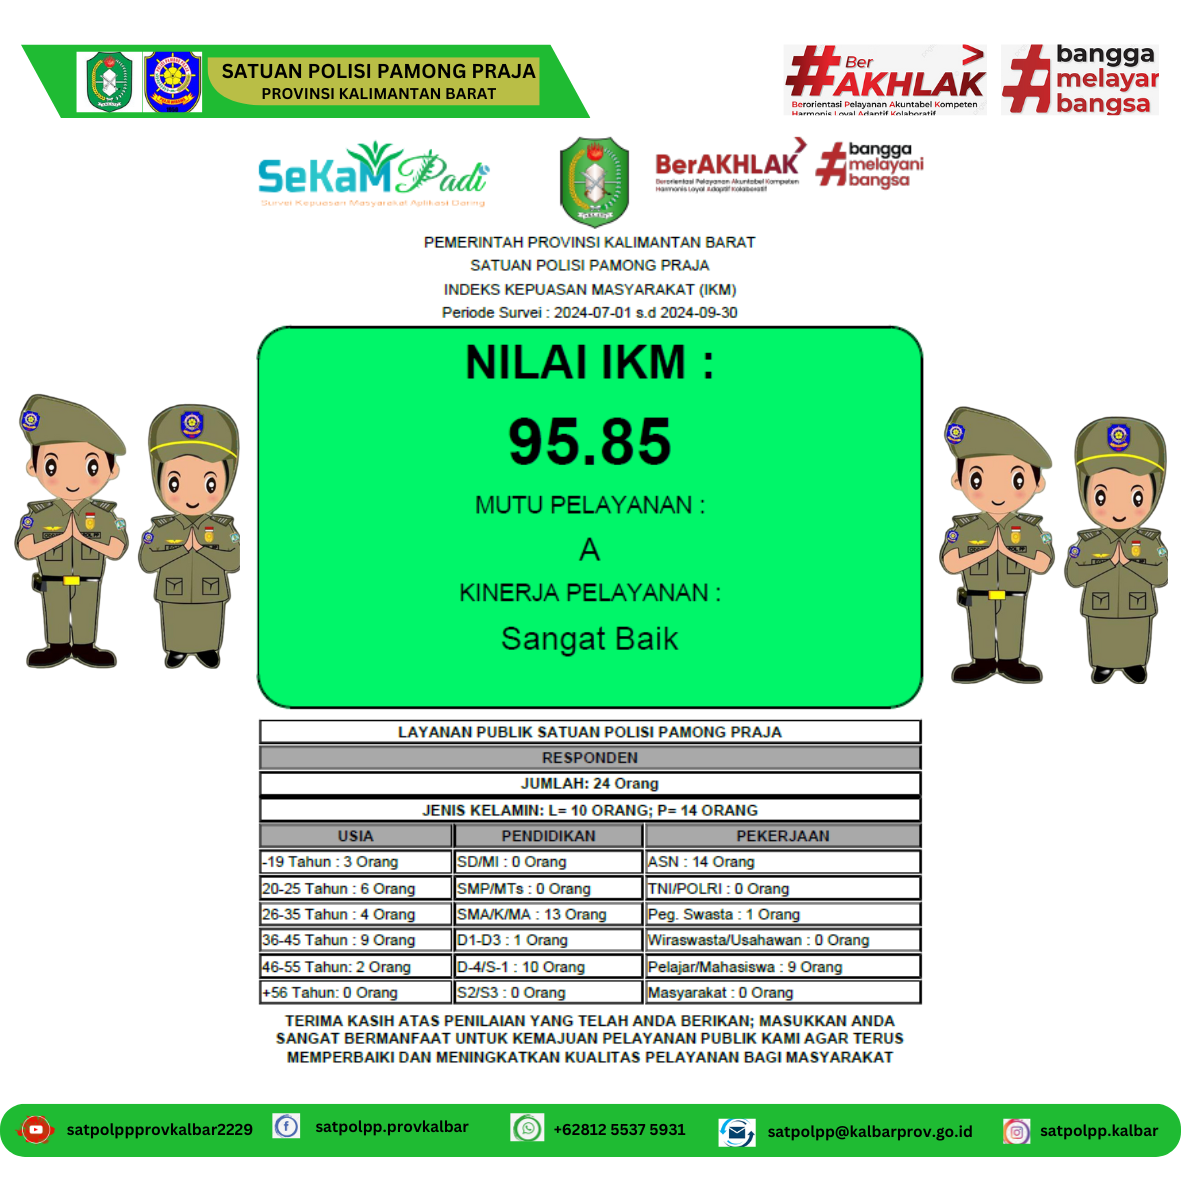 SATUAN POLISI PAMONG PRAJA
PROVINSI KALIMANTAN BARAT
#BerAKHLAK
Berorientasi Pelayanan Akuntabel Kompeten
Harmonis Loyal Adaptif Kolaboratif
#bangga
melayan
bangsa
SeKaM Padi
Survei Kepuasan Masyarakat Aplikasi Daring
BerAKHLAK
Berorientasi Pelayanan Akuntabel Kompeten
Harmonis Loyal Adaptif Kolaboratif
#bangga
melayani
bangsa
PEMERINTAH PROVINSI KALIMANTAN BARAT
SATUAN POLISI PAMONG PRAJA
INDEKS KEPUASAN MASYARAKAT (IKM)
Periode Survei : 2024-07-01 s.d 2024-09-30
NILAI IKM :
95.85
MUTU PELAYANAN :
A
KINERJA PELAYANAN :
Sangat Baik
LAYANAN PUBLIK SATUAN POLISI PAMONG PRAJA
RESPONDEN
JUMLAH: 24 Orang
JENIS KELAMIN: L= 10 ORANG; P= 14 ORANG
USIA PENDIDIKAN PEKERJAAN
-19 Tahun : 3 Orang SD/MI : 0 Orang ASN : 14 Orang
20-25 Tahun : 6 Orang SMP/MTs : 0 Orang TNI/POLRI : 0 Orang
26-35 Tahun : 4 Orang SMA/K/MA : 13 Orang Peg. Swasta : 1 Orang
36-45 Tahun : 9 Orang D1-D3 : 1 Orang Wiraswasta/Usahawan : 0 Orang
46-55 Tahun: 2 Orang D-4/S-1 : 10 Orang Pelajar/Mahasiswa : 9 Orang
+56 Tahun: 0 Orang S2/S3 : 0 Orang Masyarakat : 0 Orang
TERIMA KASIH ATAS PENILAIAN YANG TELAH ANDA BERIKAN; MASUKKAN ANDA
SANGAT BERMANFAAT UNTUK KEMAJUAN PELAYANAN PUBLIK KAMI AGAR TERUS
MEMPERBAIKI DAN MENINGKATKAN KUALITAS PELAYANAN BAGI MASYARAKAT
satpolppprovkalbar2229
satpolpp.provkalbar
+62812 5537 5931
satpolpp@kalbarprov.go.id
satpolpp.kalbar